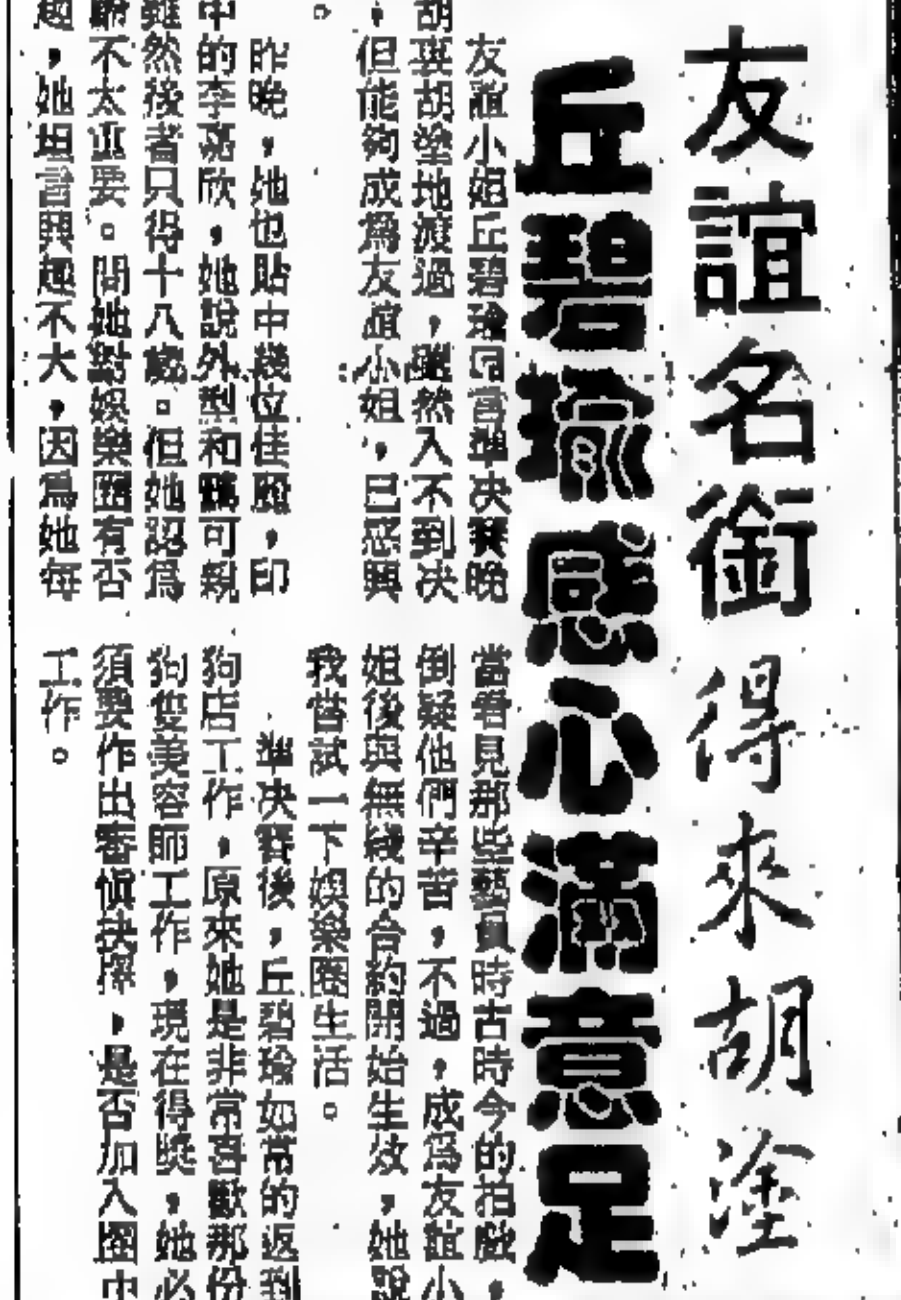 友誼名銜得來胡塗
丘碧瑜感心滿意足
友誼小姐丘碧瑜回言準決賽晚
胡裏胡塗地渡過，雖然入不到決
，但能夠成爲友誼小姐，已感興
。
昨晚，她也貼中幾位佳麗，印
中的李嘉欣，她說外型和
可親
雖然後者只得十八歲。但她認爲
齡不太重要。問她對娛樂圈有否
趣，她坦言興趣不大，因爲她每
當看見那些藝員時古時今的拍戲，
倒疑他們辛苦，不過，成爲友誼小
姐後與無綫的合約開始生效，她說
我嘗試一下娛樂圈生活。
準決賽後，丘碧瑜如常的返到
狗店工作，原來她是非常喜歡那份
狗隻美容師工作，現在得獎，她必
須要作出審慎抉擇，是否加入圈中
工作。